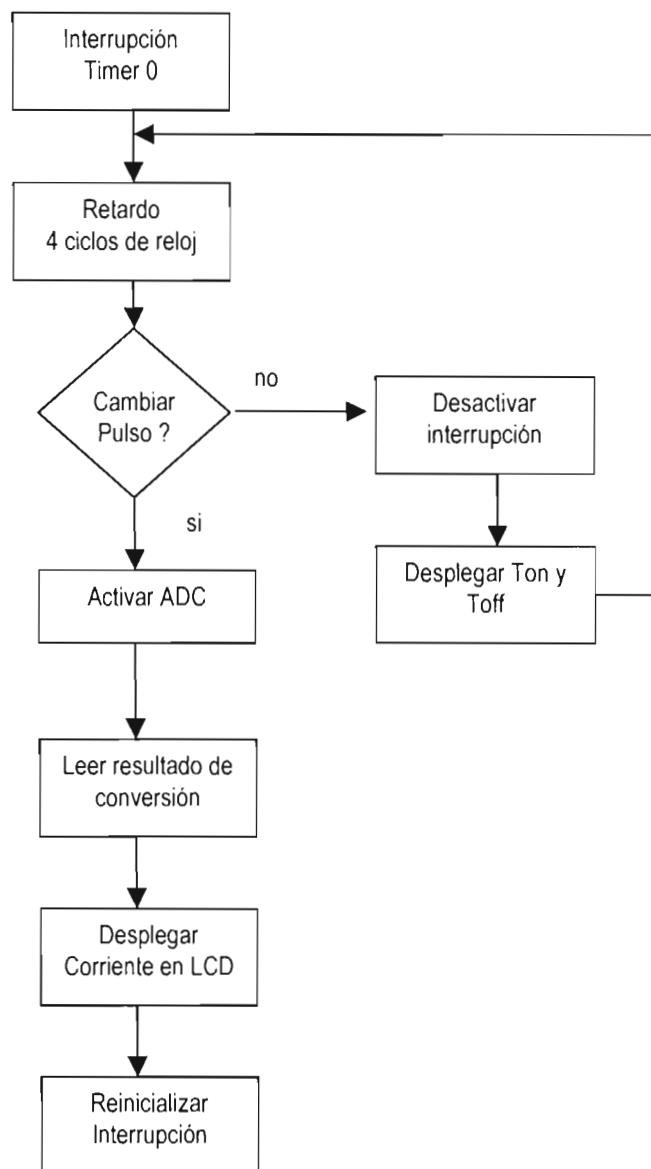 Interrupción
Timer 0
Retardo
4 ciclos de reloj
Cambiar
Pulso ?
no
Desactivar
interrupción
si
Activar ADC
Desplegar Ton y
Toff
Leer resultado de
conversión
Desplegar
Corriente en LCD
Reinicializar
Interrupción